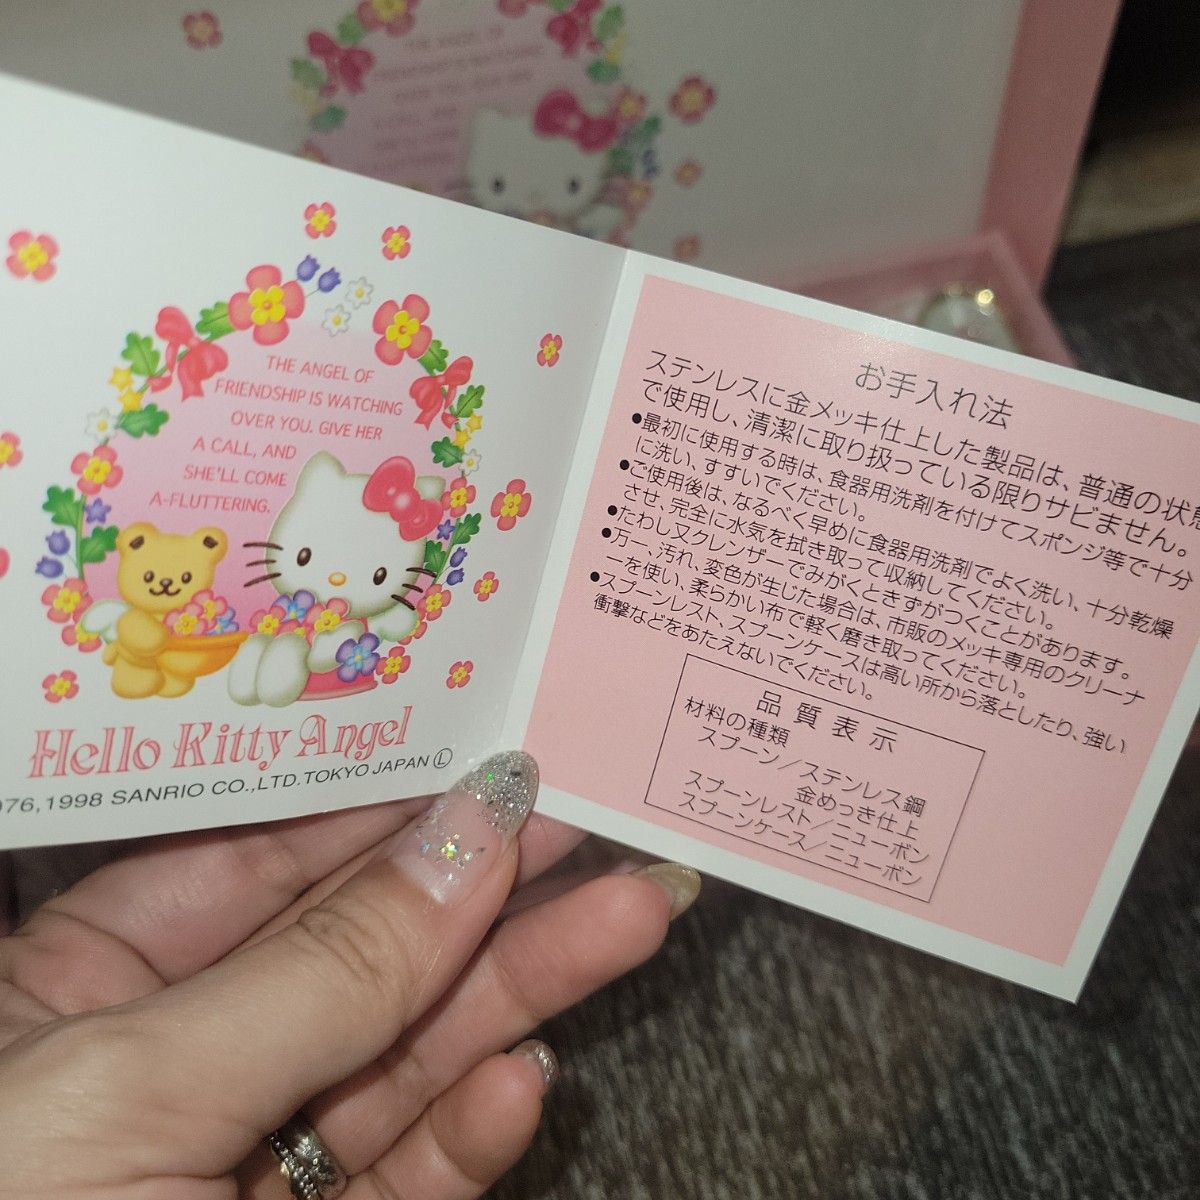 THE ANGEL OF
FRIENDSHIP IS WATCHING
OVER YOU. GIVE HER
A CALL, AND
SHE'LL COME
A-FLUTTERING.
Hello Kitty Angel
976,1998 SANRIO CO.,LTD.TOKYO JAPAN Ⓛ
お手入れ法
ステンレスに金メッキ仕上した製品は、普通の状態
で使用し、清潔に取り扱っている限りサビません。
●最初に使用する時は、食器用洗剤を付けてスポンジ等で十分
に洗い、すすいでください。
●ご使用後は、なるべく早めに食器用洗剤でよく洗い、十分乾燥
させ、完全に水気を拭き取って収納してください。
●たわし又クレンザーでみがくときずがつくことがあります。
●万一、汚れ、変色が生じた場合は、市販のメッキ専用のクリーナ
ーを使い、柔らかい布で軽く磨き取ってください。
●スプーンレスト、スプーンケースは高い所から落としたり、強い
衝撃などをあたえないでください。
品質表示
材料の種類
スプーン/ステンレス鋼
金めっき仕上
スプーンレスト/ニューボン
スプーンケース/ニューボン